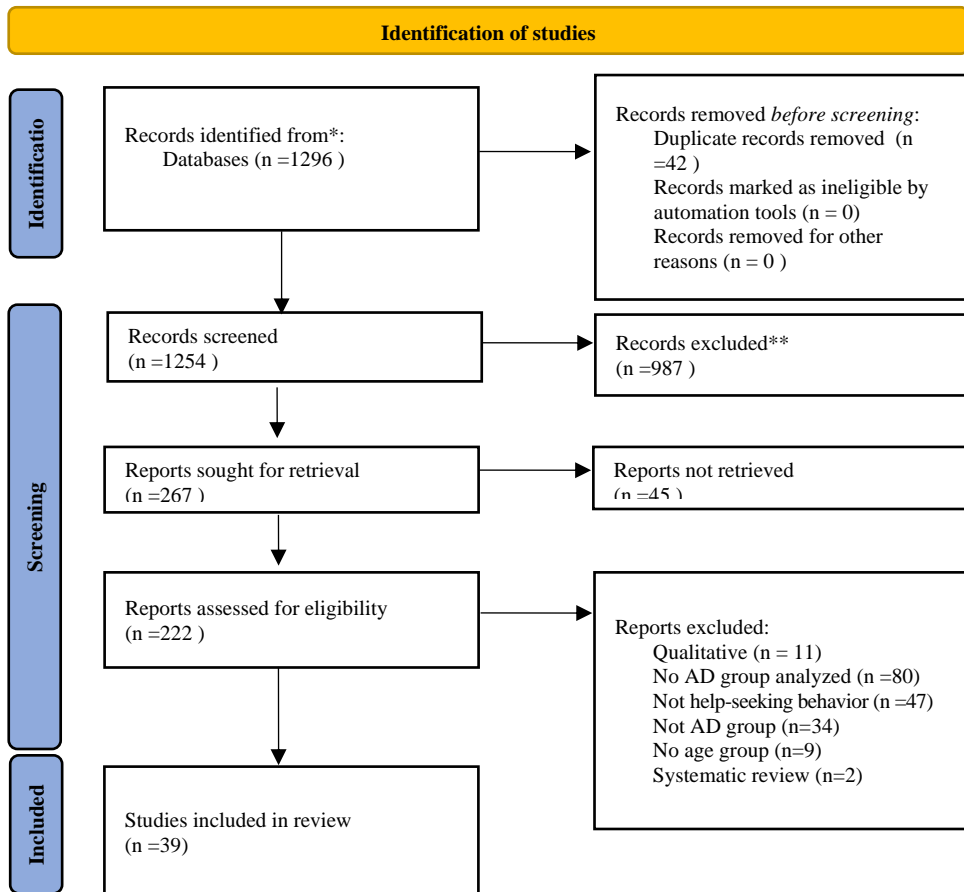 Identification of studies
Identificatio
Records identified from*:
Databases (n =1296 )
Records removed before screening:
Duplicate records removed  (n
=42 )
Records marked as ineligible by
automation tools (n = 0)
Records removed for other
reasons (n = 0 )
Screening
Records screened
(n =1254 )
Records excluded**
(n =987 )
Reports sought for retrieval
(n =267 )
Reports not retrieved
(n =45 )
Reports assessed for eligibility
(n =222 )
Reports excluded:
Qualitative (n = 11)
No AD group analyzed (n =80)
Not help-seeking behavior (n =47)
Not AD group (n=34)
No age group (n=9)
Systematic review (n=2)
Included
Studies included in review
(n =39)